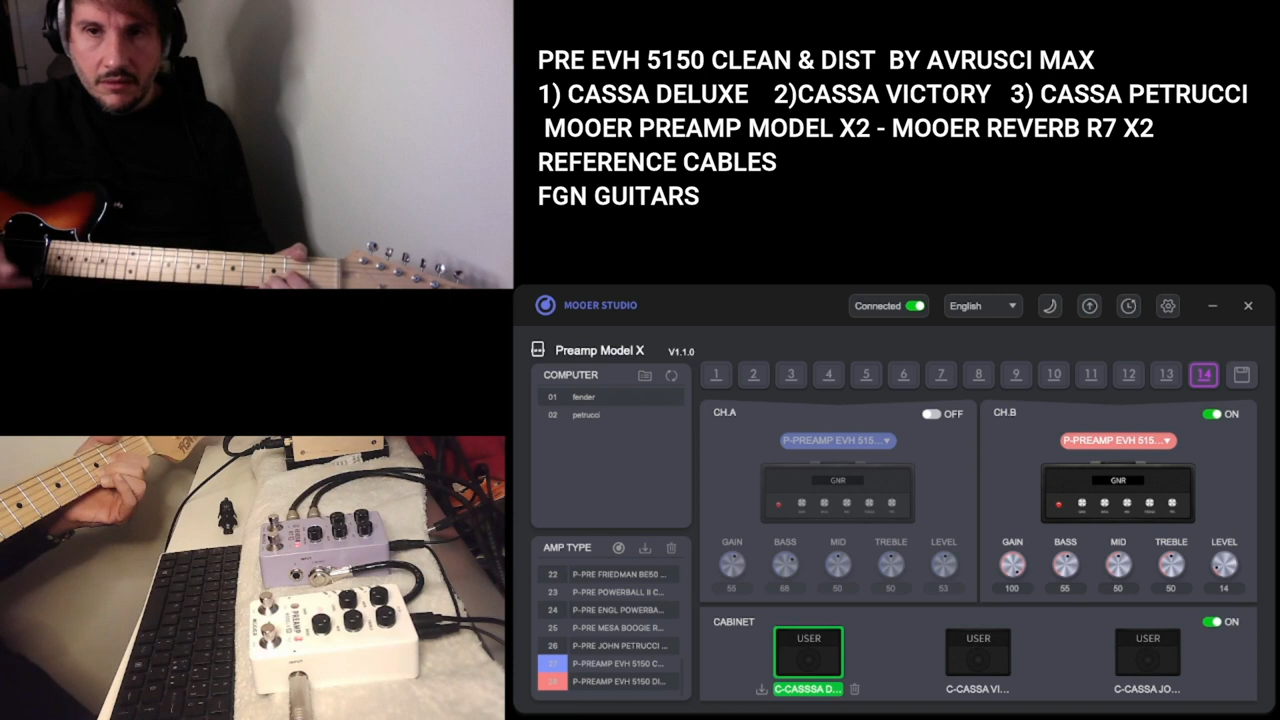 PRE EVH 5150 CLEAN & DIST BY AVRUSCI MAX
1) CASSA DELUXE 2)CASSA VICTORY 3) CASSA PETRUCCI
MOOER PREAMP MODEL X2 - MOOER REVERB R7 X2
REFERENCE CABLES
FGN GUITARS
MOOER STUDIO
Connected
English
Preamp Model X V1.1.0
COMPUTER
01 fender
02 petrucci
1 2 3 4 5 6 7 8 9 10 11 12 13 14
CH.A OFF
P-PREAMP EVH 515...
GNR
GAIN BASS MID TREBLE LEVEL
55 68 50 50 53
CH.B ON
P-PREAMP EVH 515...
GNR
GAIN BASS MID TREBLE LEVEL
100 55 50 50 14
AMP TYPE
22 P-PRE FRIEDMAN BE50 ...
23 P-PRE POWERBALL II C...
24 P-PRE ENGL POWERBA...
25 P-PRE MESA BOOGIE R...
26 P-PRE JOHN PETRUCCI ...
27 P-PREAMP EVH 5150 C...
28 P-PREAMP EVH 5150 DI...
CABINET ON
USER USER USER
C-CASSSA D... C-CASSA VI... C-CASSA JO...
PREAMP